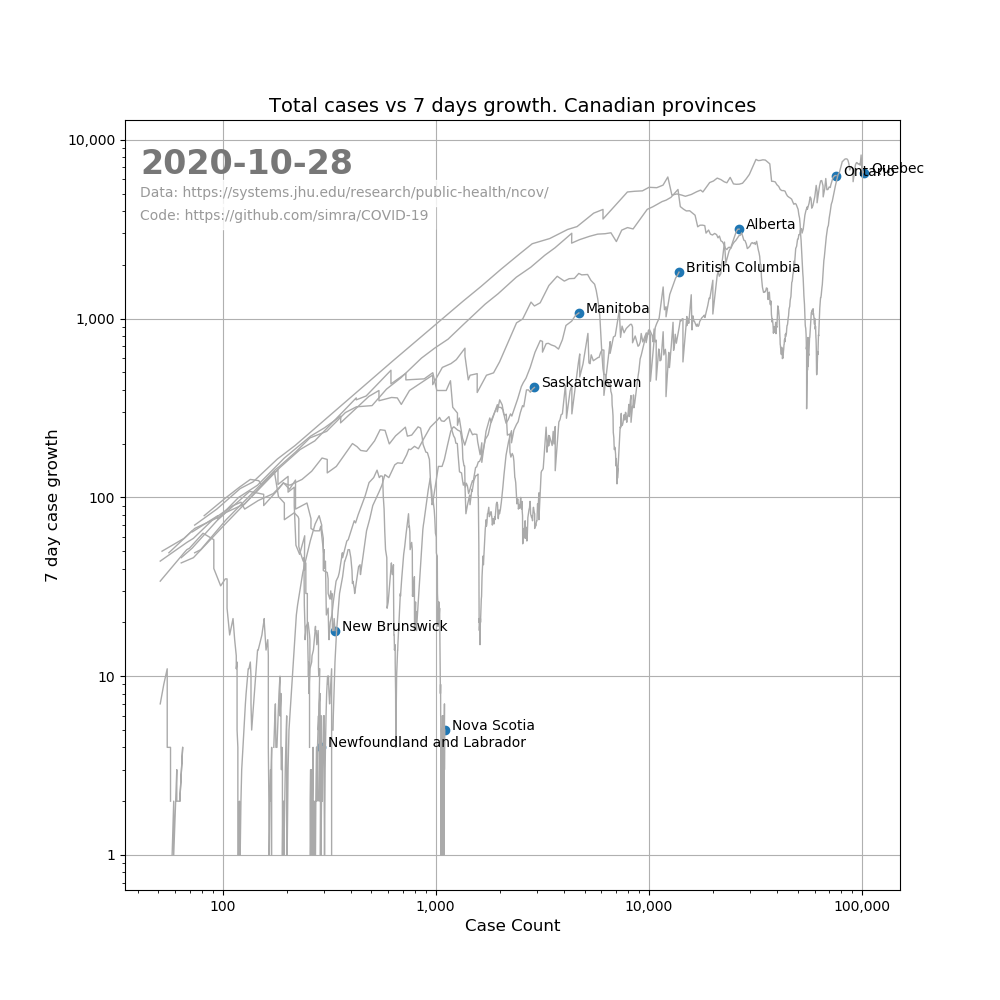 Total cases vs 7 days growth. Canadian provinces
10,000
2020-10-28
Quebec
Ontario
Data: https://systems.jhu.edu/research/public-health/ncov/
Code: https://github.com/simra/COVID-19
Alberta
British Columbia
Manitoba
1,000
Saskatchewan
100
7 day case growth
New Brunswick
10
Nova Scotia
Newfoundland and Labrador
1
100
1,000
10,000
100,000
Case Count